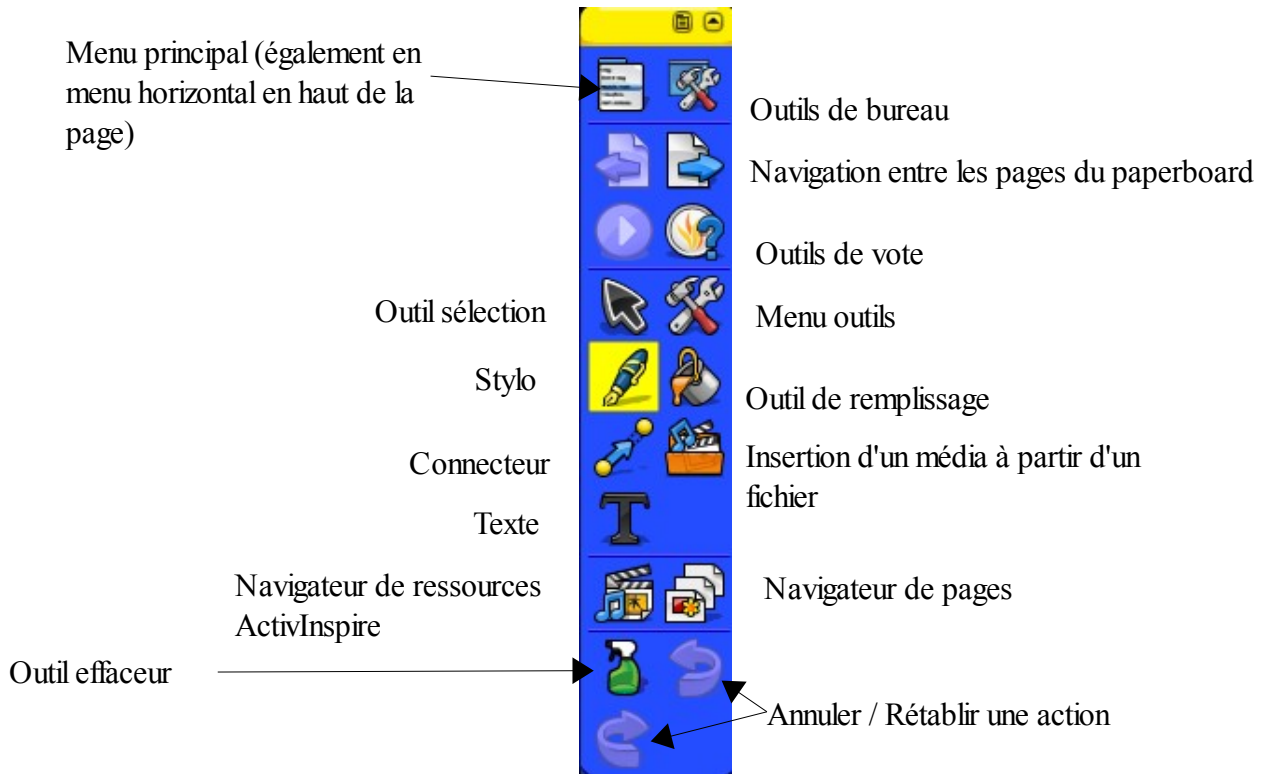 Menu principal (également en
menu horizontal en haut de la
page)
Outils de bureau
Navigation entre les pages du paperboard
Outils de vote
Outil sélection
Menu outils
Stylo
Outil de remplissage
Connecteur
Insertion d'un média à partir d'un
fichier
Texte
Navigateur de ressources
ActivInspire
Navigateur de pages
Outil effaceur
Annuler / Rétablir une action